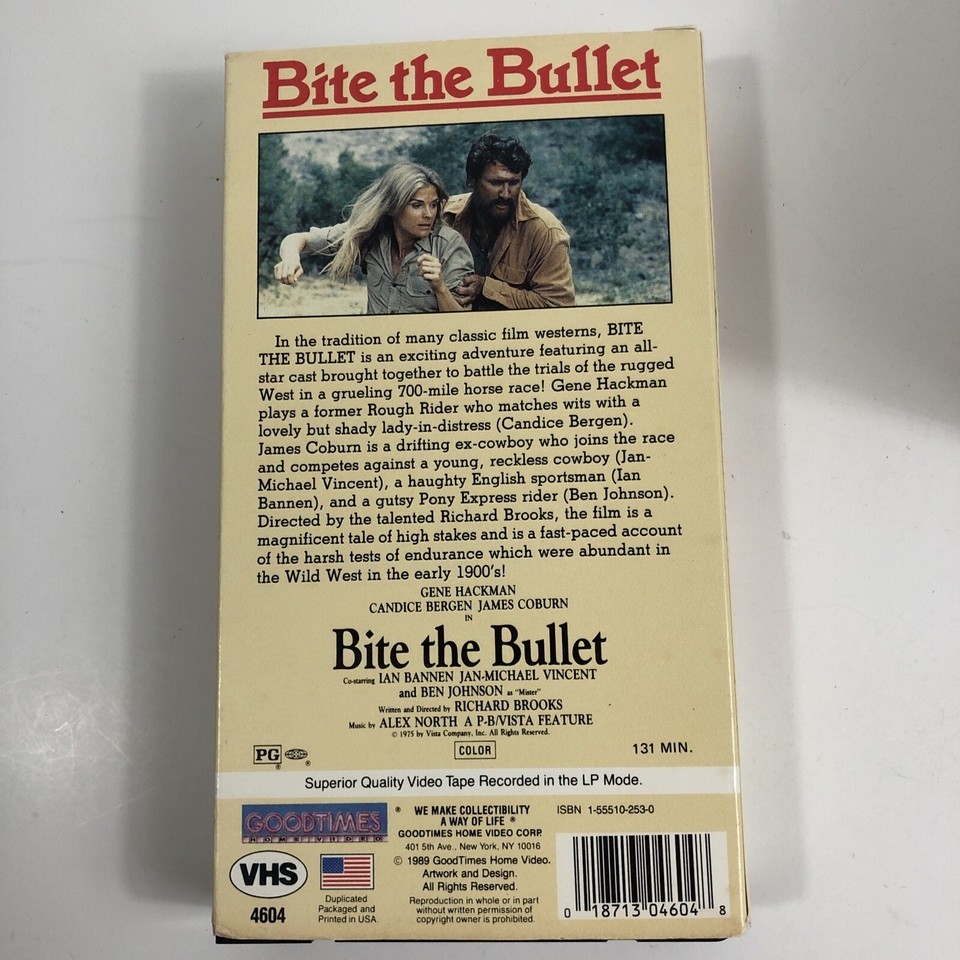 Bite the Bullet
In the tradition of many classic film westerns, BITE
THE BULLET is an exciting adventure featuring an all-
star cast brought together to battle the trials of the rugged
West in a grueling 700-mile horse race! Gene Hackman
plays a former Rough Rider who matches wits with a
lovely but shady lady-in-distress (Candice Bergen).
James Coburn is a drifting ex-cowboy who joins the race
and competes against a young, reckless cowboy (Jan-
Michael Vincent), a haughty English sportsman (Ian
Bannen), and a gutsy Pony Express rider (Ben Johnson).
Directed by the talented Richard Brooks, the film is a
magnificent tale of high stakes and is a fast-paced account
of the harsh tests of endurance which were abundant in
the Wild West in the early 1900's!
GENE HACKMAN
CANDICE BERGEN JAMES COBURN
IN
Bite the Bullet
Co-starring IAN BANNEN JAN-MICHAEL VINCENT
and BEN JOHNSON as "Mister"
Written and Directed by RICHARD BROOKS
Music by ALEX NORTH A P-B/VISTA FEATURE
© 1975 by Vista Company, Inc. All Rights Reserved.
PG ® ®
COLOR
131 MIN.
Superior Quality Video Tape Recorded in the LP Mode.
GOODTIMES ®
HOME VIDEO
VHS
4604
Duplicated
Packaged and
Printed in USA.
WE MAKE COLLECTIBILITY
A WAY OF LIFE ®
GOODTIMES HOME VIDEO CORP.
401 5th Ave., New York, NY 10016
© 1989 GoodTimes Home Video.
Artwork and Design.
All Rights Reserved.
Reproduction in whole or in part
without written permission of
copyright owner is prohibited.
ISBN 1-55510-253-0
0 18713 04604 8